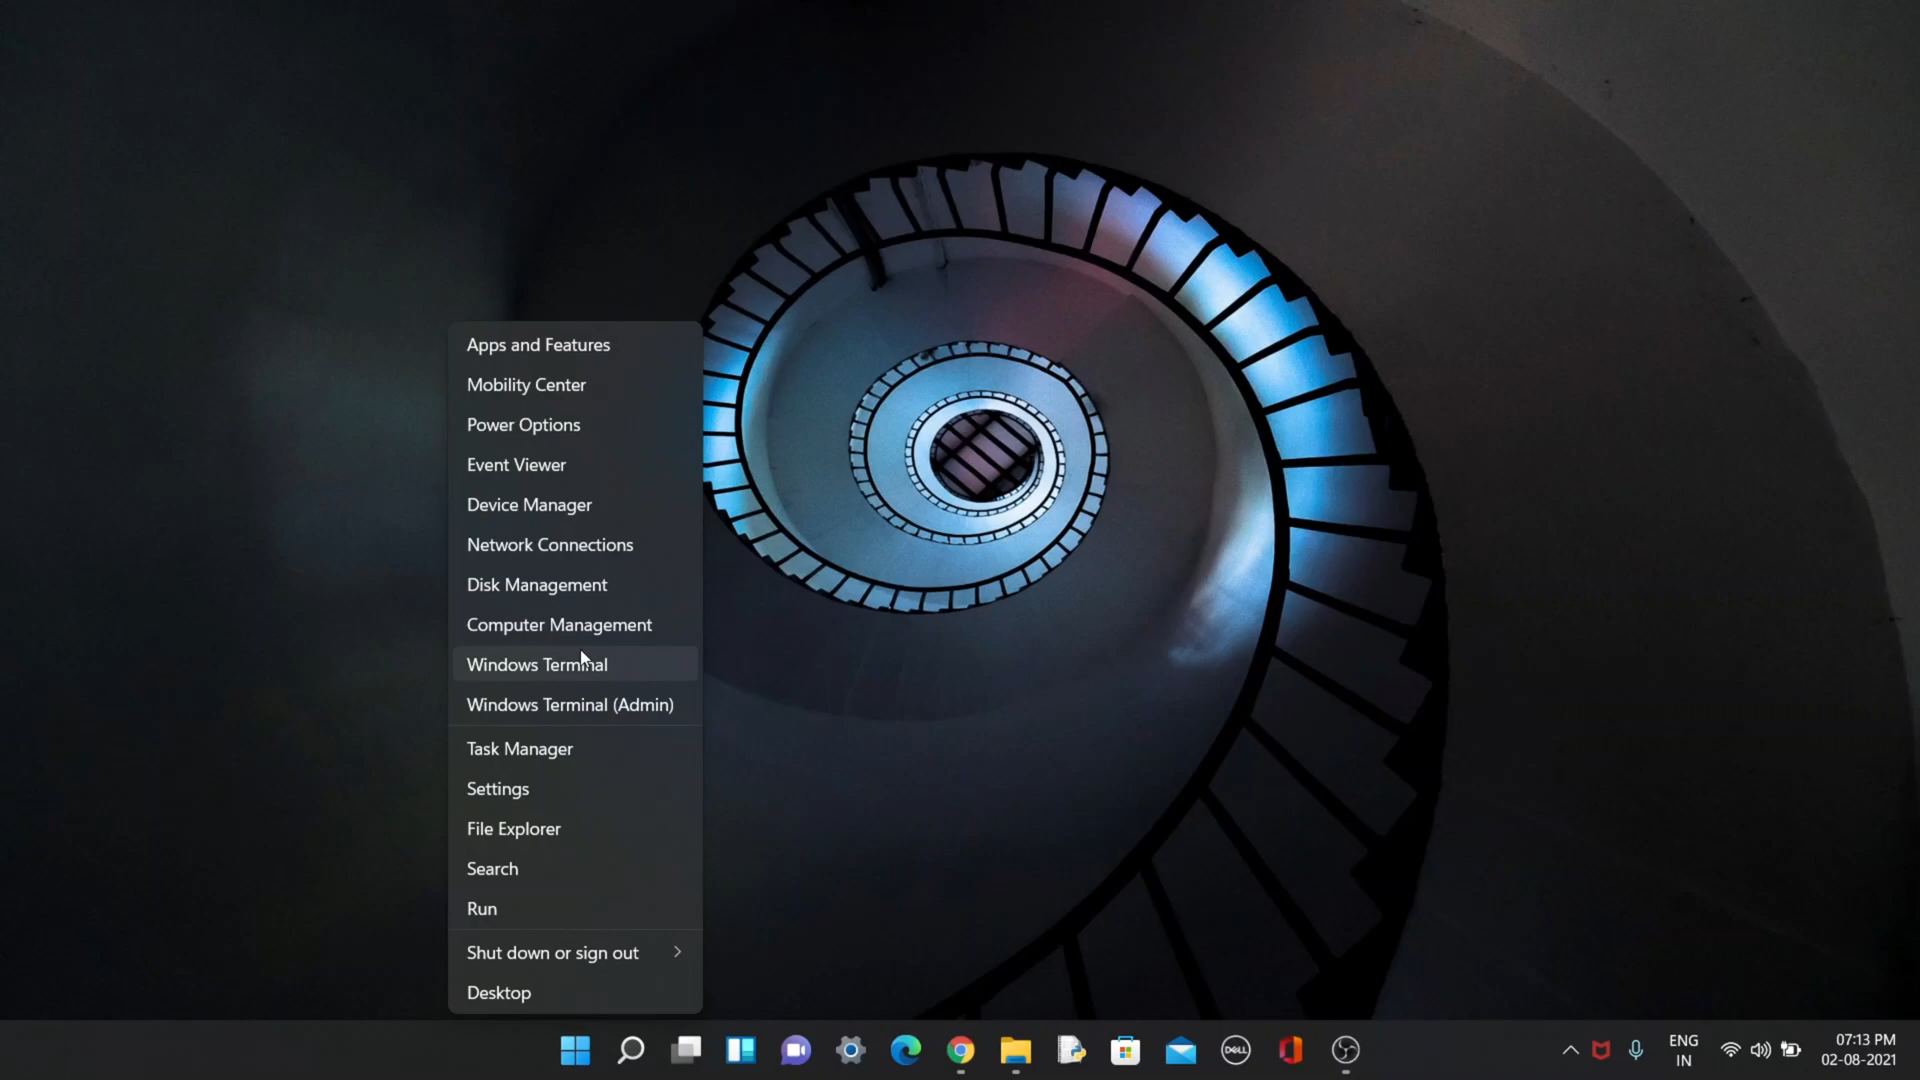 Apps and Features
Mobility Center
Power Options
Event Viewer
Device Manager
Network Connections
Disk Management
Computer Management
Windows Terminal
Windows Terminal (Admin)
Task Manager
Settings
File Explorer
Search
Run
Shut down or sign out
Desktop
DELL
ENG
IN
07:13 PM
02-08-2021